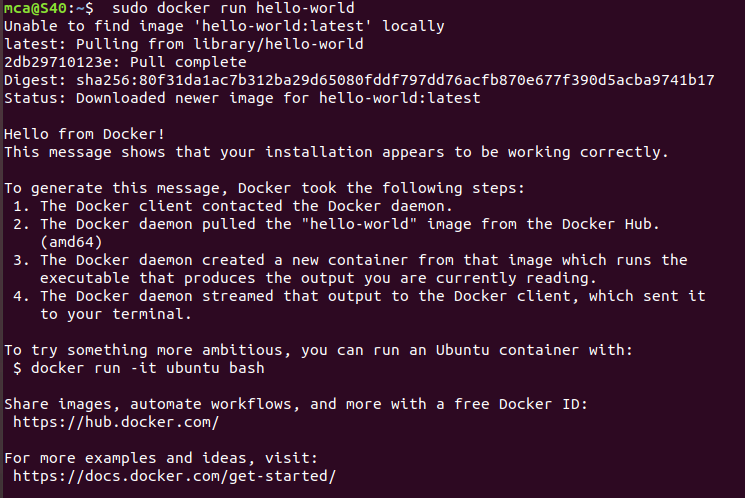 mca@S40:~$  sudo docker run hello-world
Unable to find image 'hello-world:latest' locally
latest: Pulling from library/hello-world
2db29710123e: Pull complete
Digest: sha256:80f31da1ac7b312ba29d65080fddf797dd76acfb870e677f390d5acba9741b17
Status: Downloaded newer image for hello-world:latest

Hello from Docker!
This message shows that your installation appears to be working correctly.

To generate this message, Docker took the following steps:
 1. The Docker client contacted the Docker daemon.
 2. The Docker daemon pulled the "hello-world" image from the Docker Hub.
    (amd64)
 3. The Docker daemon created a new container from that image which runs the
    executable that produces the output you are currently reading.
 4. The Docker daemon streamed that output to the Docker client, which sent it
    to your terminal.

To try something more ambitious, you can run an Ubuntu container with:
 $ docker run -it ubuntu bash

Share images, automate workflows, and more with a free Docker ID:
 https://hub.docker.com/

For more examples and ideas, visit:
 https://docs.docker.com/get-started/